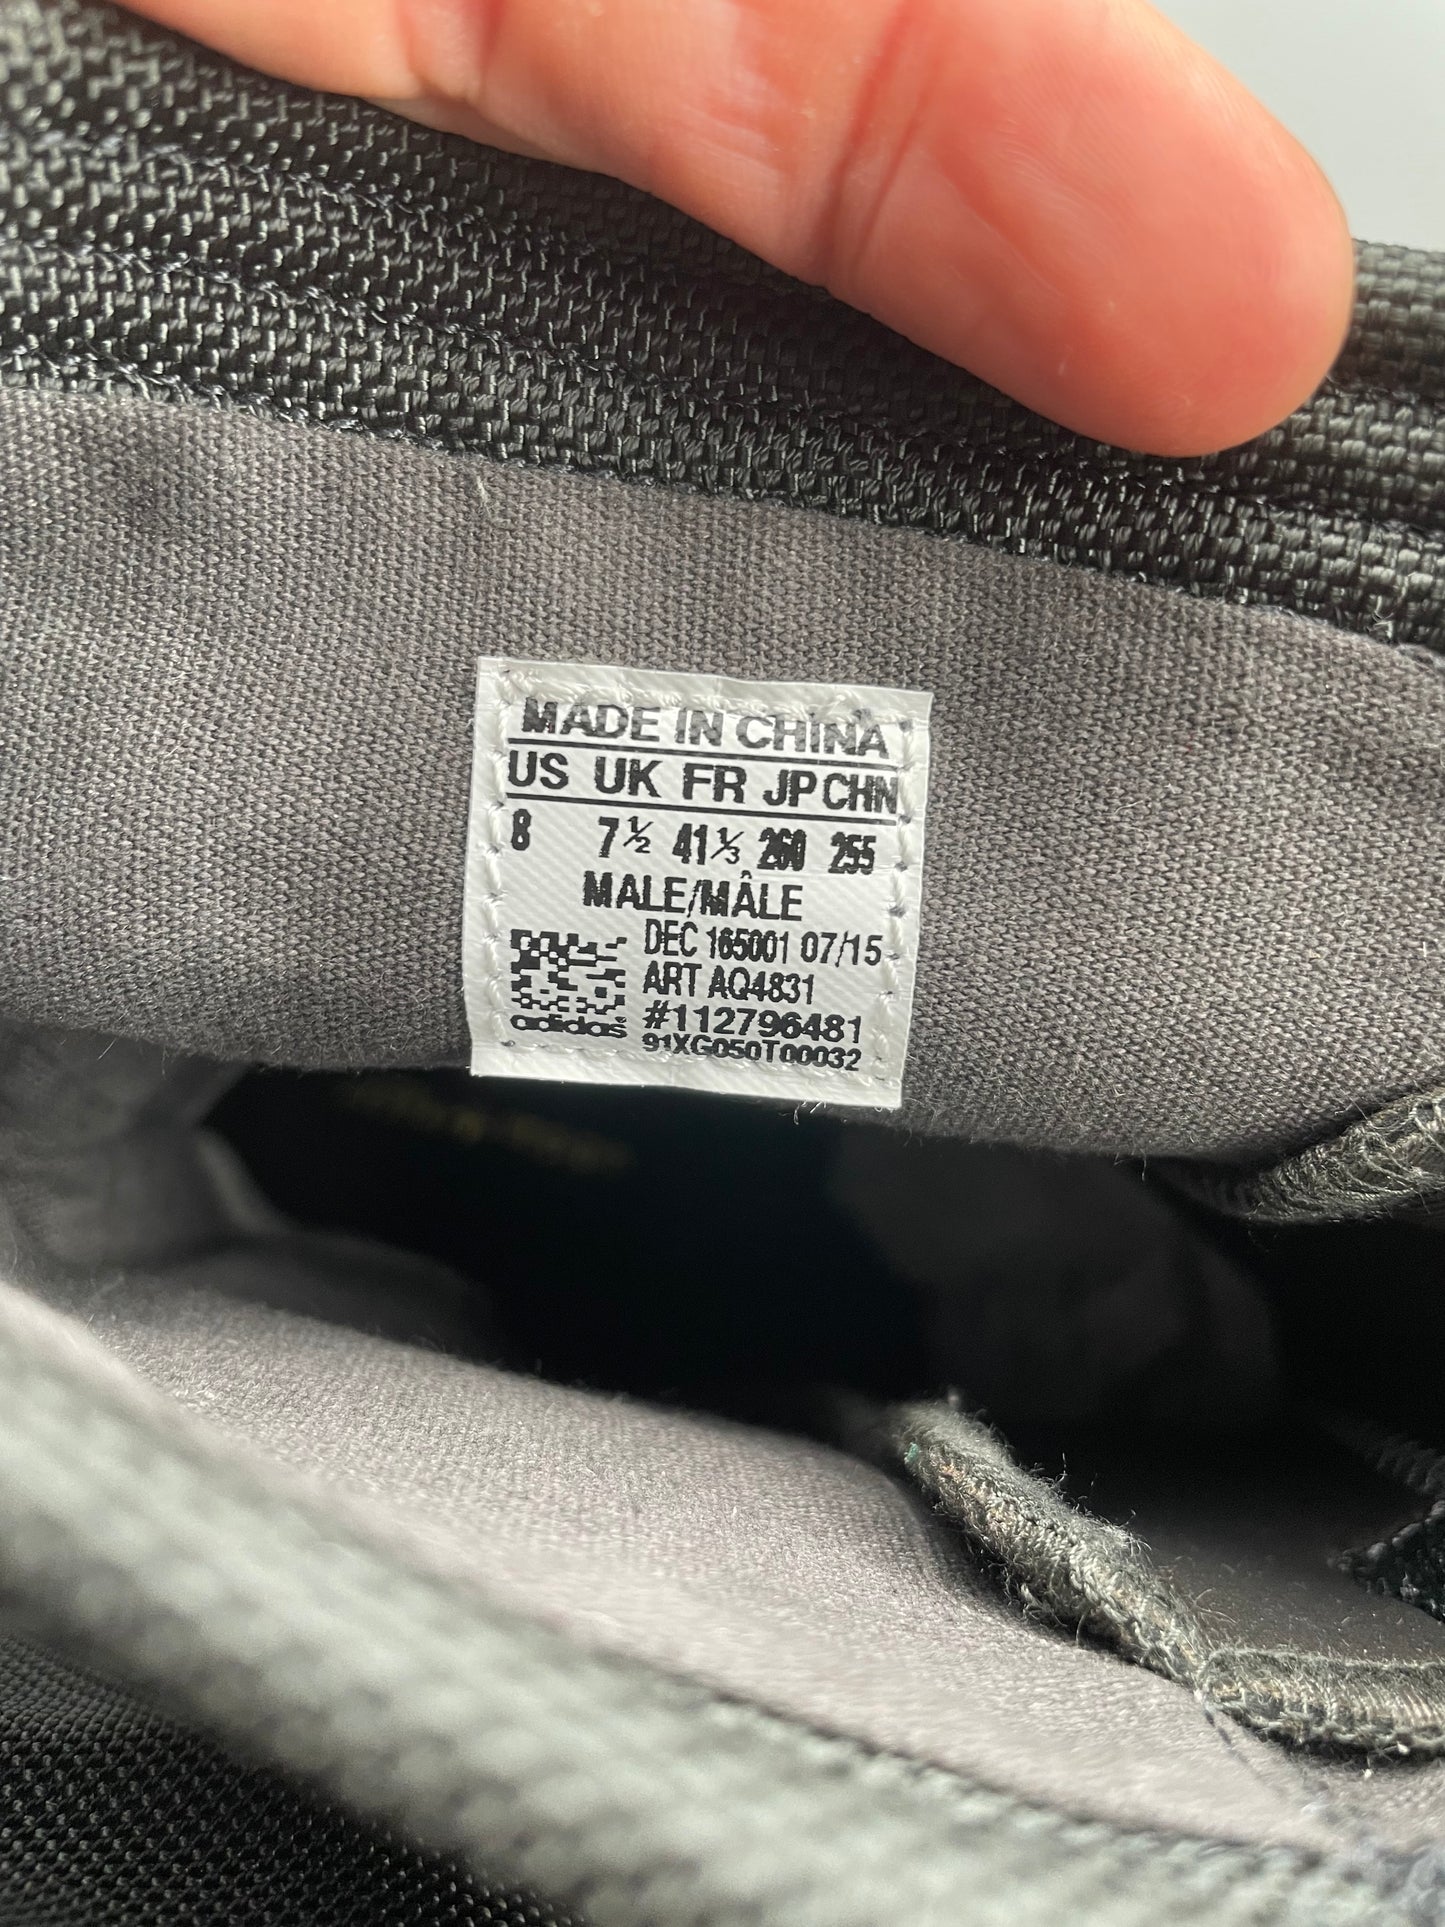 MADE IN CHINA
US UK FR JP CHN
8 7½ 41⅓ 260 255
MALE/MÂLE
DEC 165001 07/15
ART AQ4831
#112796481
adidas
91XG050T00032